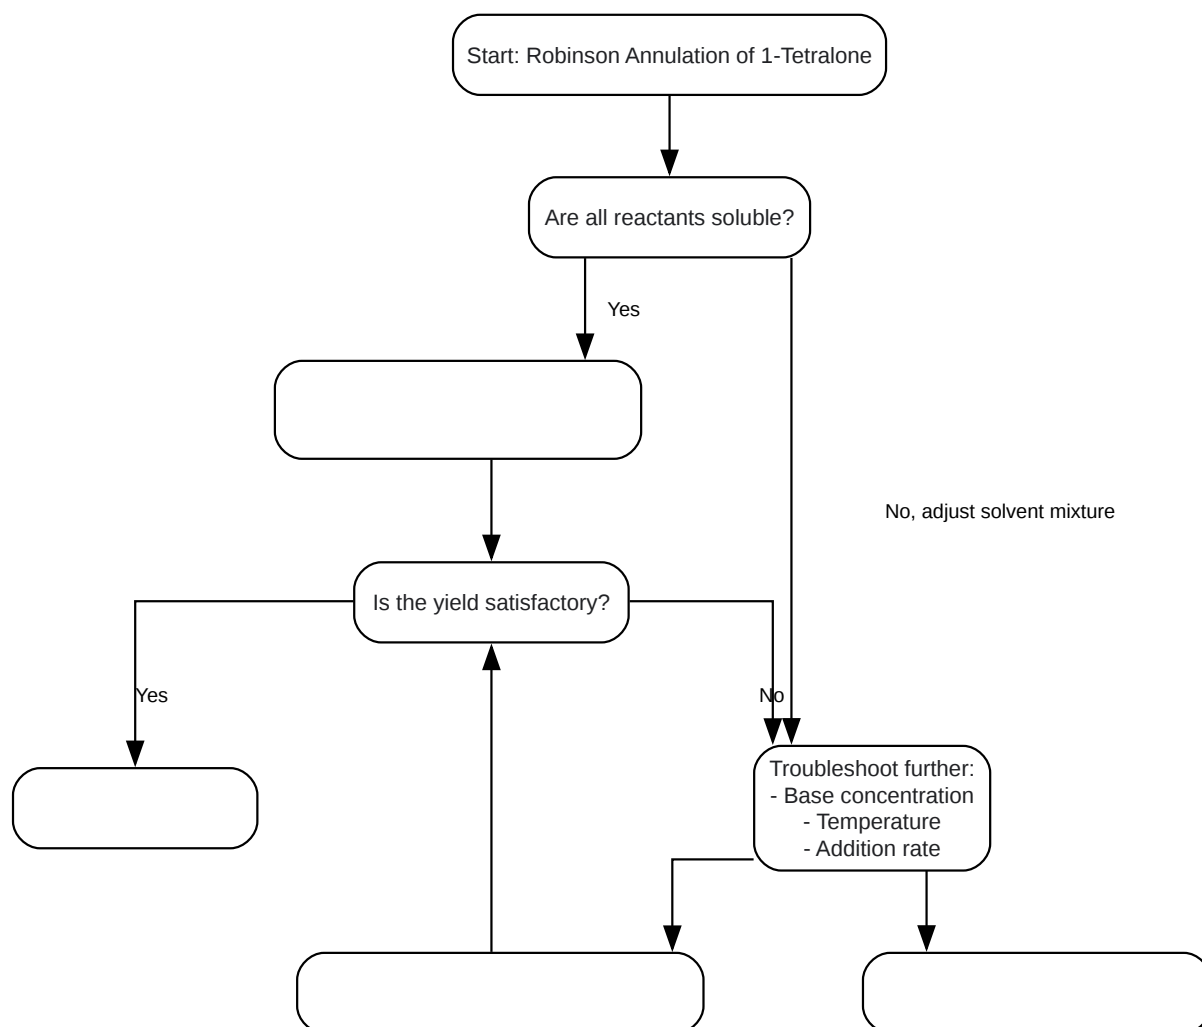 Start: Robinson Annulation of 1-Tetralone
Are all reactants soluble?
Yes
No, adjust solvent mixture
Is the yield satisfactory?
Yes
No
Troubleshoot further:
- Base concentration
- Temperature
- Addition rate